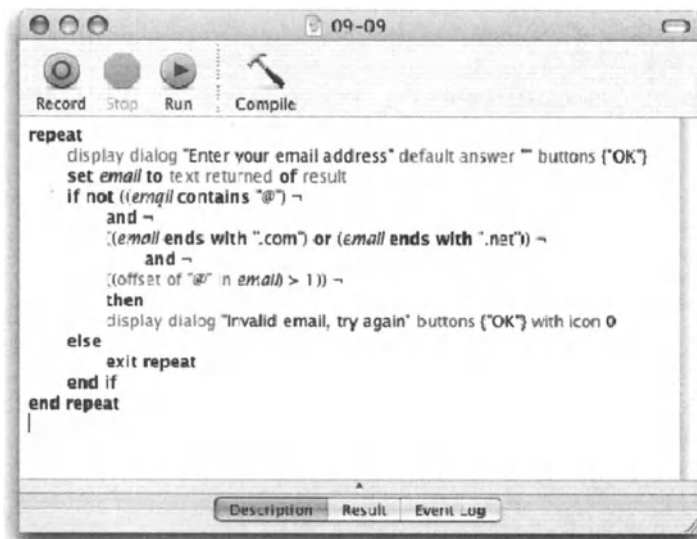 09-09
Record Stop Run Compile
repeat
display dialog "Enter your email address" default answer "" buttons {"OK"}
set email to text returned of result
if not ((email contains "@") ¬
and ¬
((email ends with ".com") or (email ends with ".net")) ¬
and ¬
((offset of "@" in email) > 1)) ¬
then
display dialog "Invalid email, try again" buttons {"OK"} with icon 0
else
exit repeat
end if
end repeat
Description Result Event Log